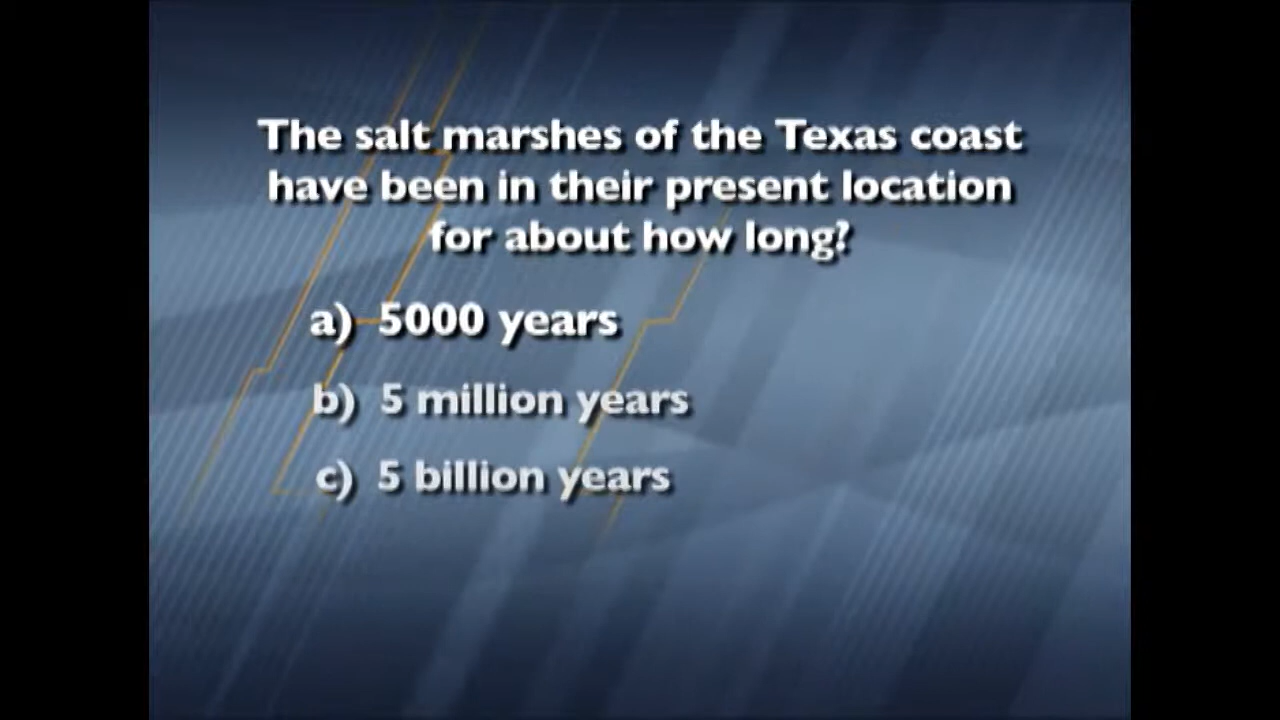 The salt marshes of the Texas coast
have been in their present location
for about how long?
a) 5000 years
b) 5 million years
c) 5 billion years